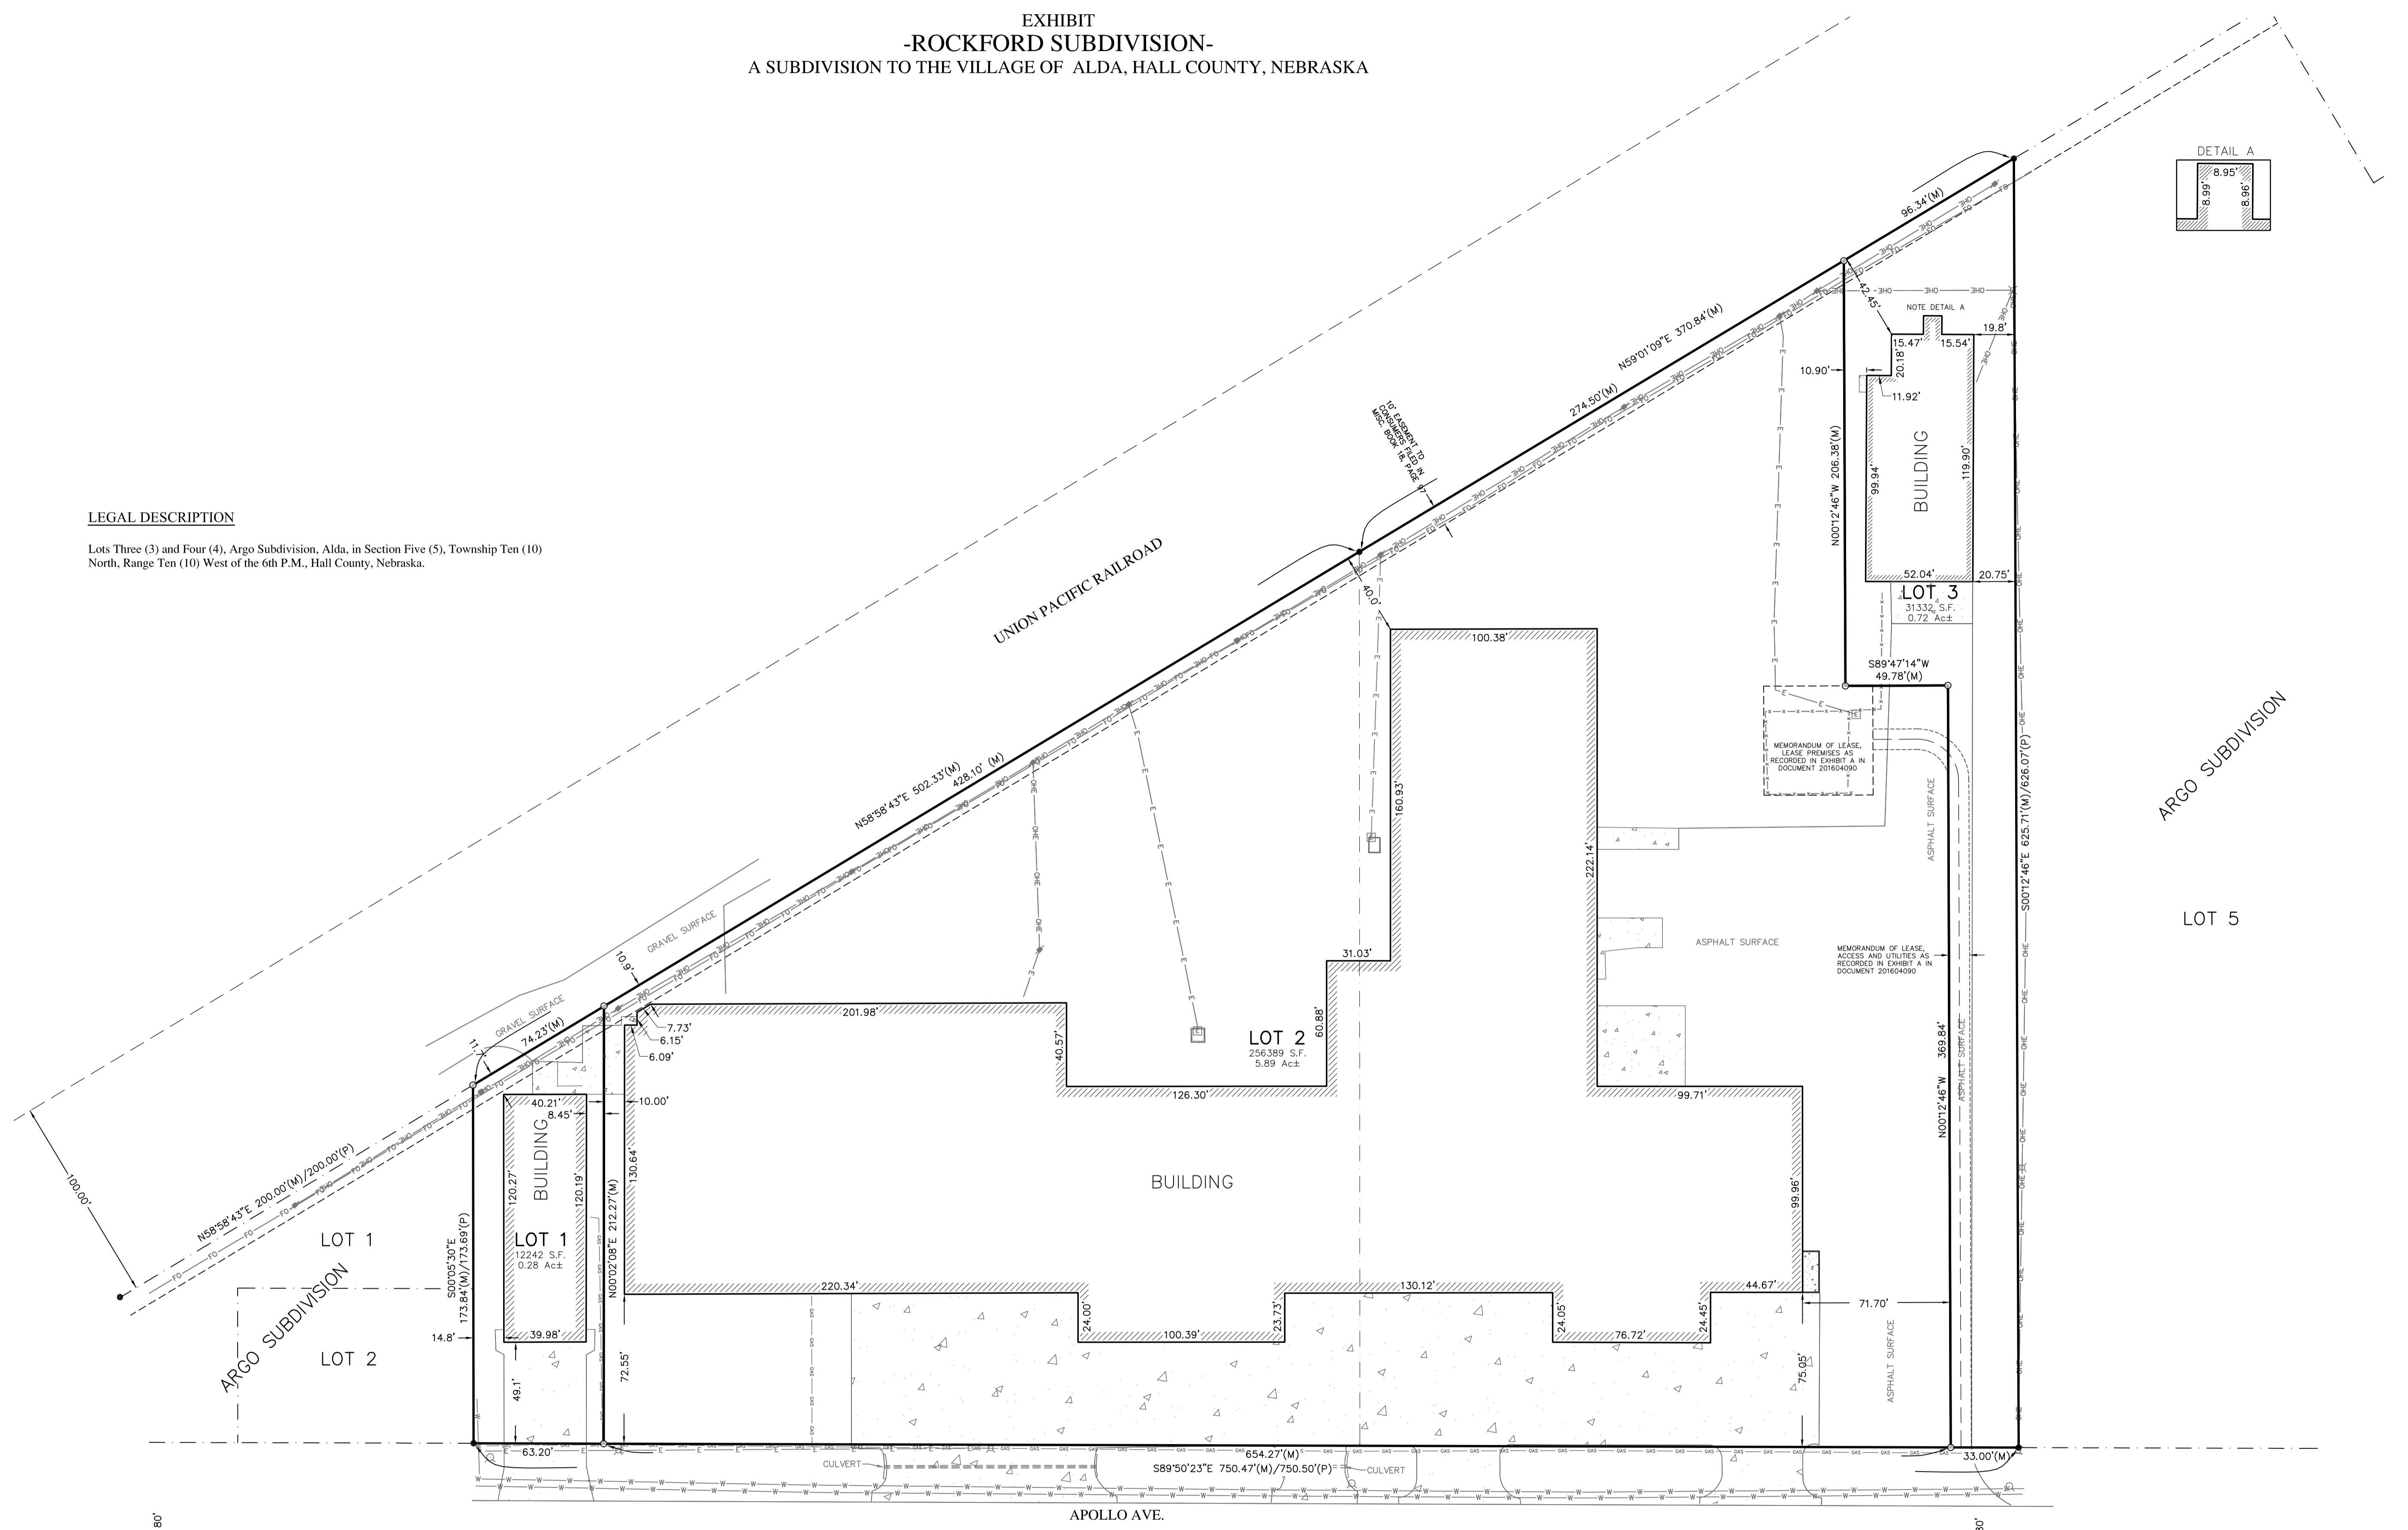 EXHIBIT
-ROCKFORD SUBDIVISION-
A SUBDIVISION TO THE VILLAGE OF ALDA, HALL COUNTY, NEBRASKA
DETAIL A
8.95'
8.99'
8.96'
96.34'(M)
42.45'
NOTE DETAIL A
19.8'
15.47'
15.54'
20.18'
10.90'
11.92'
N59°01'09"E 370.84'(M)
274.50'(M)
10' EASEMENT TO
CONSUMERS FILED IN
MISC. BOOK 18, PAGE 97
N00°12'46"W 206.38'(M)
99.94'
BUILDING
119.90'
52.04'
20.75'
LOT 3
31332 S.F.
0.72 Ac±
LEGAL DESCRIPTION
Lots Three (3) and Four (4), Argo Subdivision, Alda, in Section Five (5), Township Ten (10)
North, Range Ten (10) West of the 6th P.M., Hall County, Nebraska.
UNION PACIFIC RAILROAD
40.0'
100.38'
S89°47'14"W
49.78'(M)
MEMORANDUM OF LEASE,
LEASE PREMISES AS
RECORDED IN EXHIBIT A IN
DOCUMENT 201604090
ASPHALT SURFACE
S00°12'46"E 625.71'(M)/626.07'(P)
ARGO SUBDIVISION
LOT 5
N58°58'43"E 502.33'(M)
428.10' (M)
160.93'
222.14'
31.03'
60.88'
ASPHALT SURFACE
MEMORANDUM OF LEASE,
ACCESS AND UTILITIES AS
RECORDED IN EXHIBIT A IN
DOCUMENT 201604090
GRAVEL SURFACE
GRAVEL SURFACE
10.9'
74.23'(M)
11.7'
201.98'
7.73'
6.15'
6.09'
40.57'
LOT 2
256389 S.F.
5.89 Ac±
126.30'
99.71'
N00°12'46"W 369.84'
ASPHALT SURFACE
40.21'
8.45'
10.00'
BUILDING
120.27'
120.19'
130.64'
N00°02'08"E 212.27'(M)
BUILDING
99.96'
100.00'
N58°58'43"E 200.00'(M)/200.00'(P)
LOT 1
ARGO SUBDIVISION
LOT 2
S00°05'30"E
173.84'(M)/173.69'(P)
LOT 1
12242 S.F.
0.28 Ac±
14.8'
39.98'
49.1'
72.55'
220.34'
24.00'
100.39'
23.73'
130.12'
24.05'
76.72'
24.45'
44.67'
71.70'
75.05'
ASPHALT SURFACE
63.20'
654.27'(M)
S89°50'23"E 750.47'(M)/750.50'(P)
33.00'(M)
CULVERT
CULVERT
APOLLO AVE.
80'